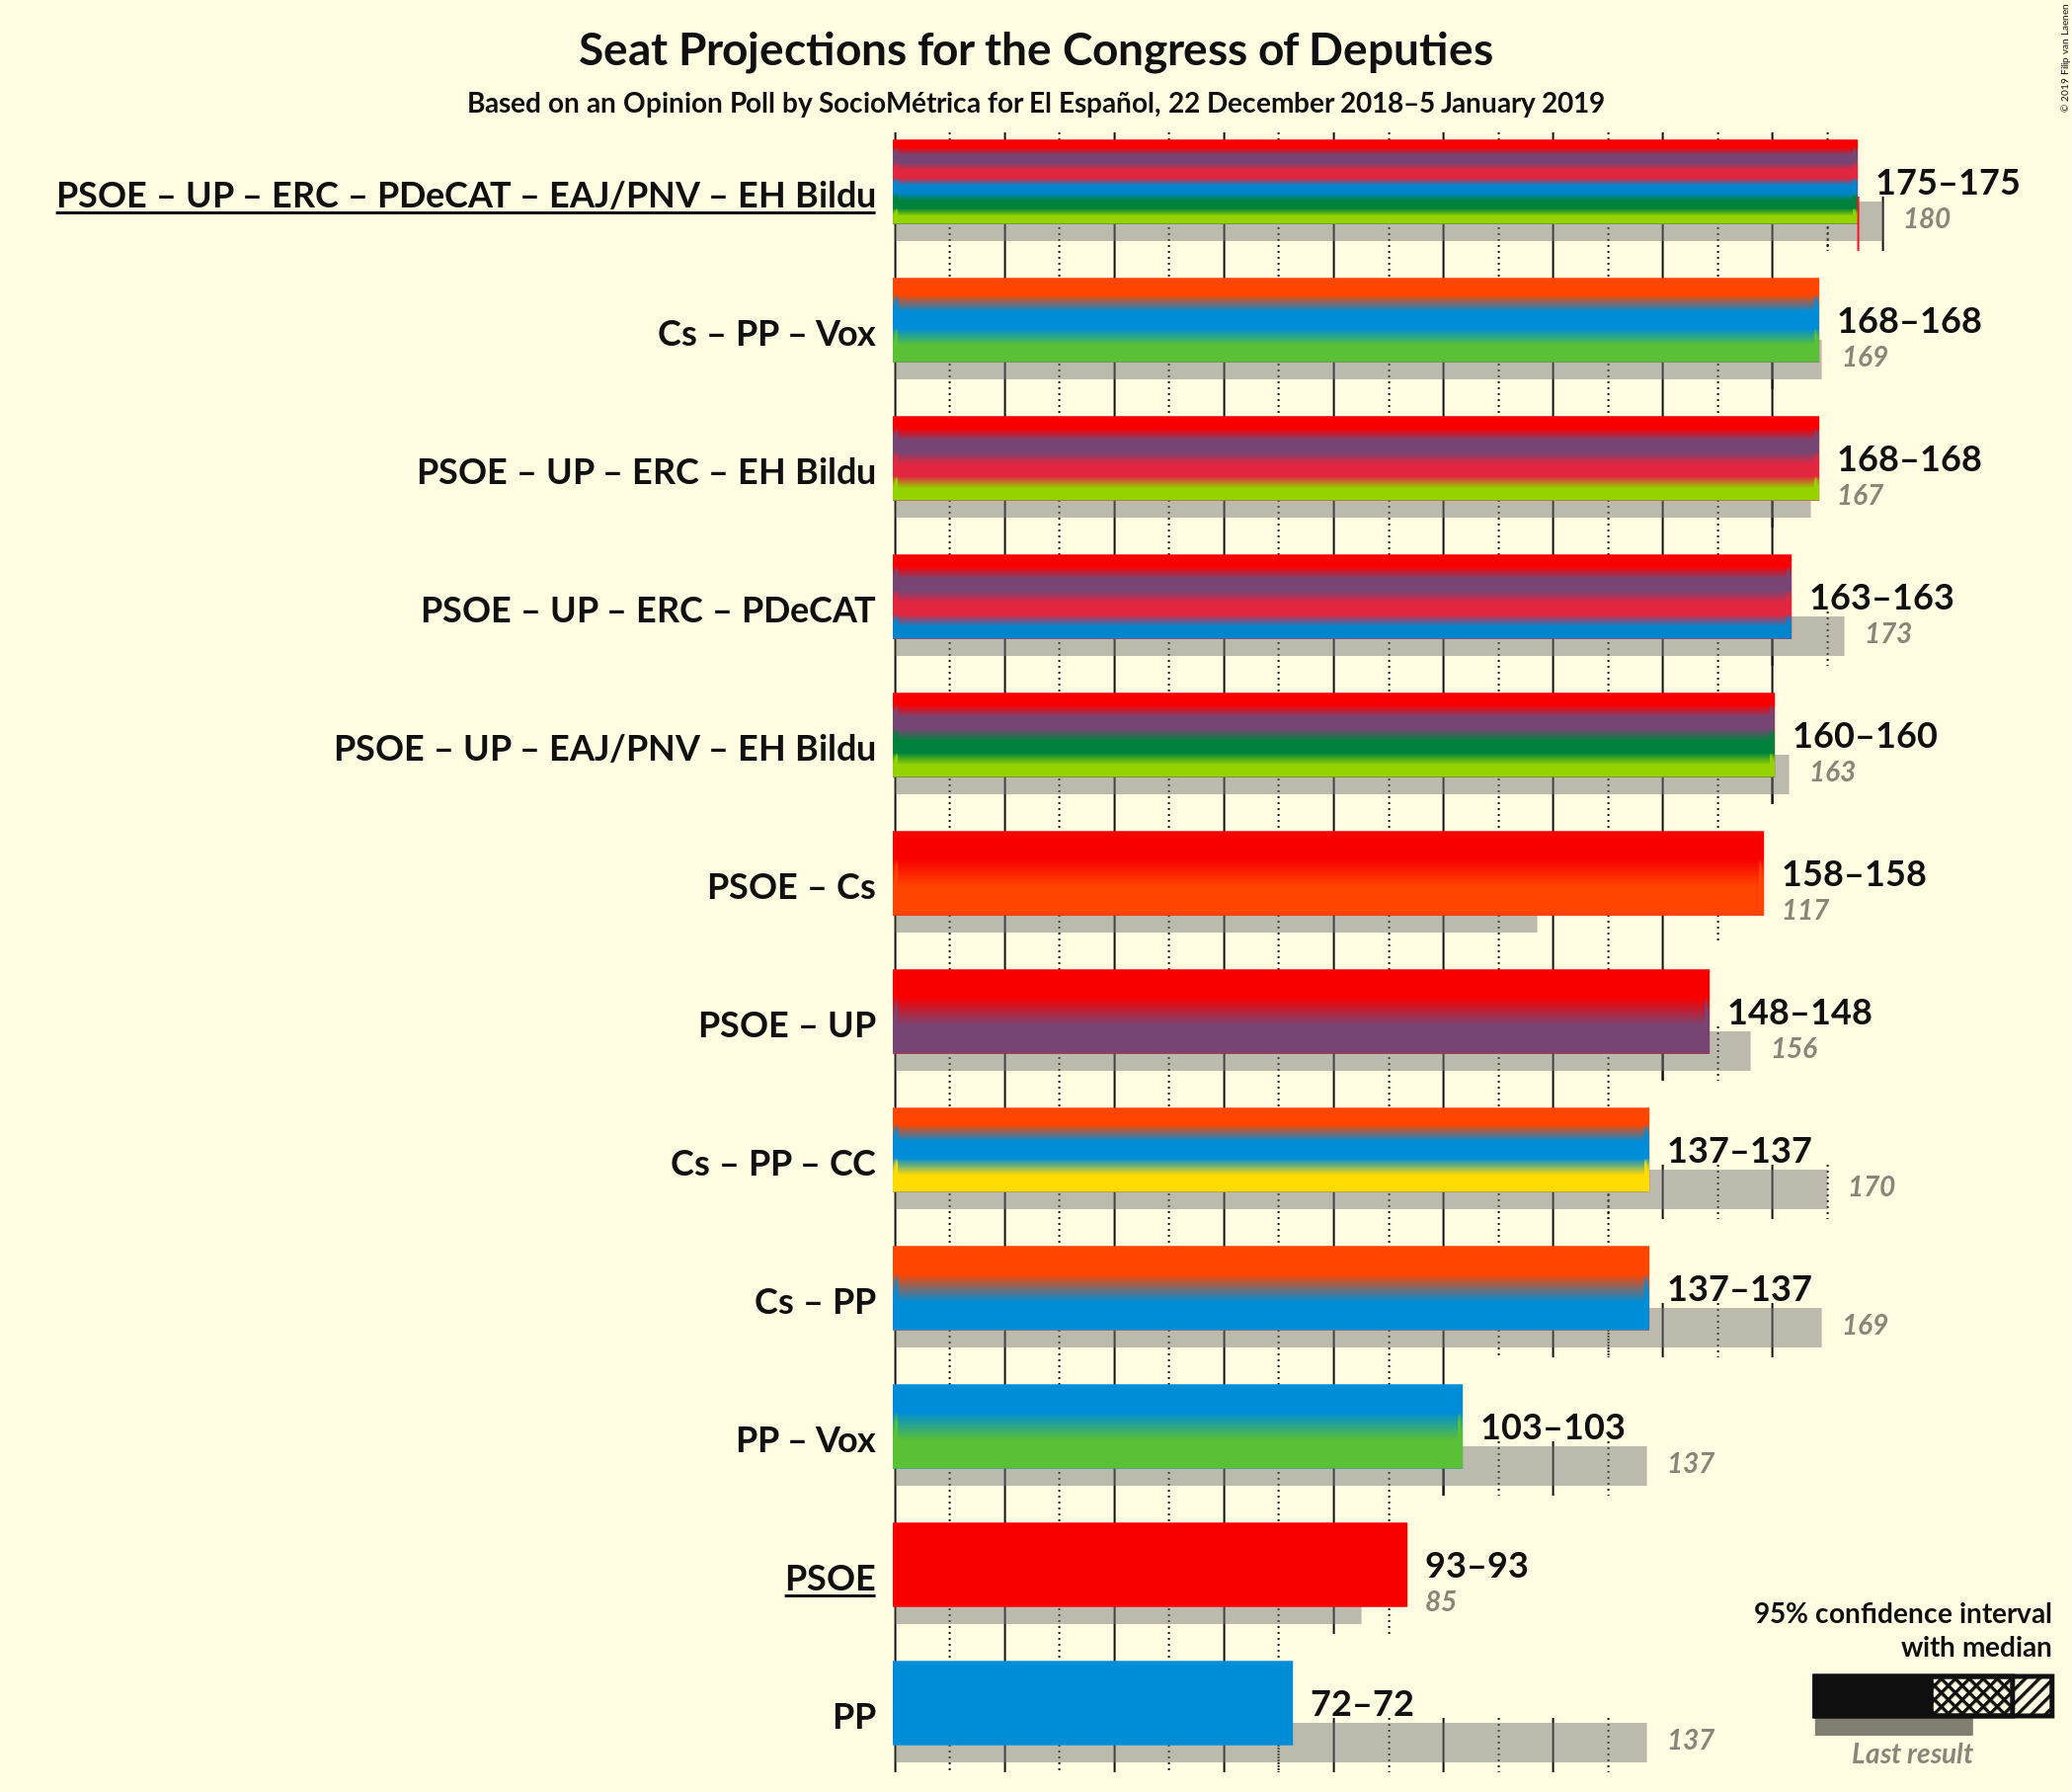 Seat Projections for the Congress of Deputies
Based on an Opinion Poll by SocioMétrica for El Español, 22 December 2018–5 January 2019
© 2019 Filip van Laenen
PSOE – UP – ERC – PDeCAT – EAJ/PNV – EH Bildu
175–175
180
Cs – PP – Vox
168–168
169
PSOE – UP – ERC – EH Bildu
168–168
167
PSOE – UP – ERC – PDeCAT
163–163
173
PSOE – UP – EAJ/PNV – EH Bildu
160–160
163
PSOE – Cs
158–158
117
PSOE – UP
148–148
156
Cs – PP – CC
137–137
170
Cs – PP
137–137
169
PP – Vox
103–103
137
PSOE
93–93
85
PP
72–72
137
95% confidence interval
with median
Last result